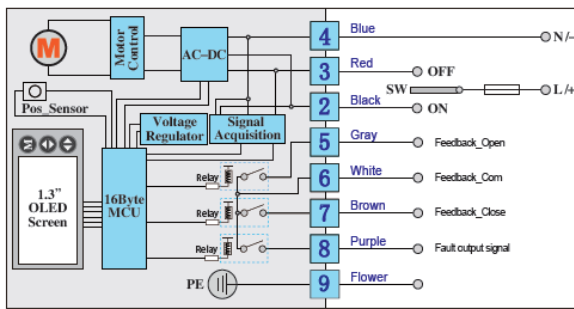 M
Motor
Control
AC-DC
Pos_Sensor
Voltage
Regulator
Signal
Acquisition
1.3"
OLED
Screen
16Byte
MCU
Relay
Relay
Relay
PE
4 Blue N/-
3 Red OFF
SW L/+
2 Black ON
5 Gray Feedback_Open
6 White Feedback_Com
7 Brown Feedback_Close
8 Purple Fault output signal
9 Flower